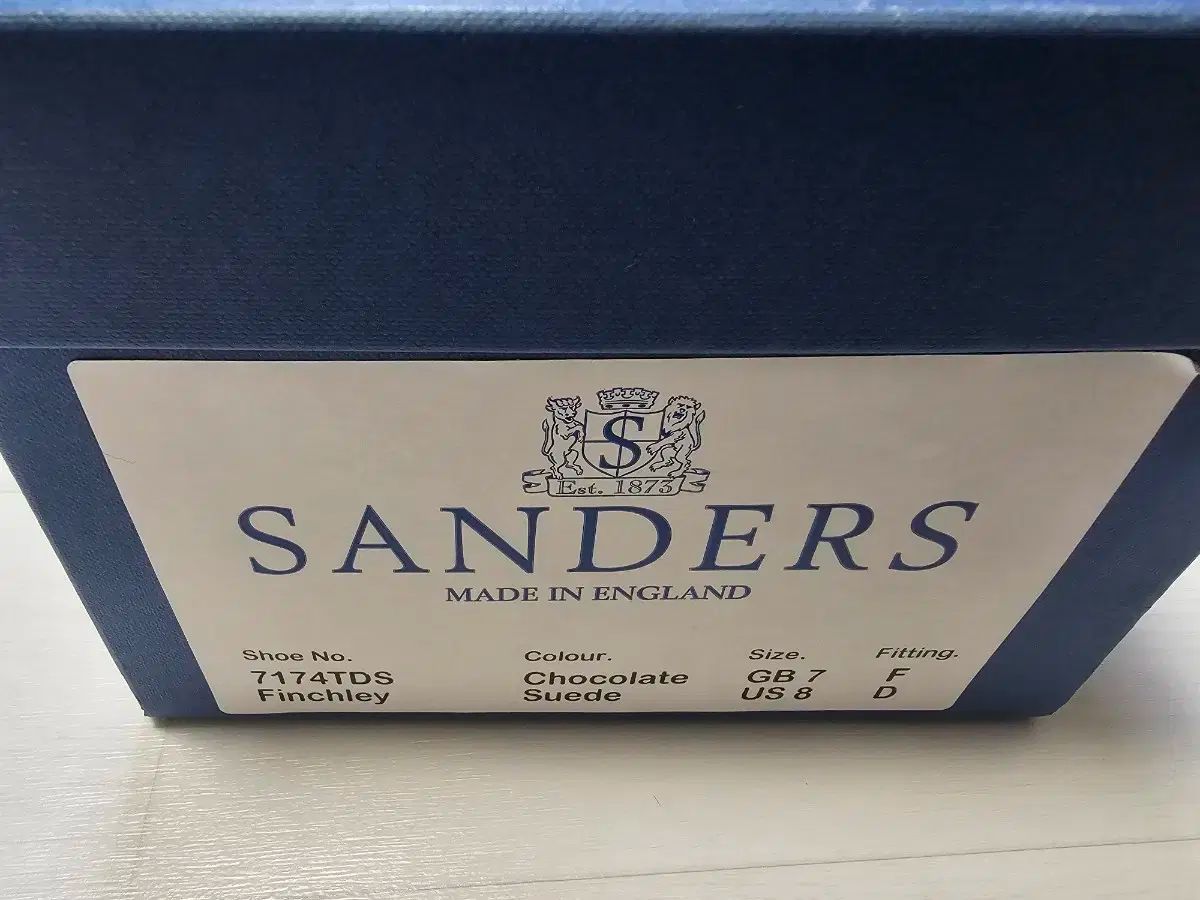 S
Est. 1873
SANDERS
MADE IN ENGLAND
Shoe No. Colour. Size. Fitting.
7174TDS Chocolate GB 7 F
Finchley Suede US 8 D